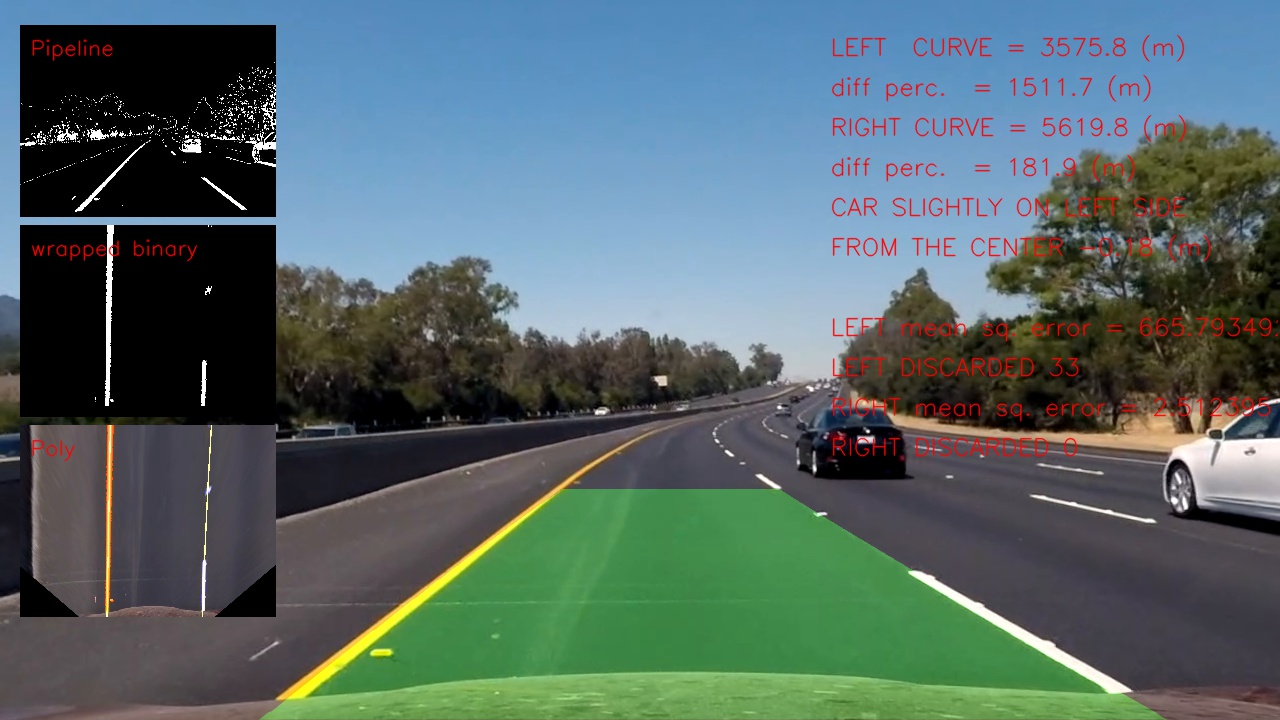 Pipeline
wrapped binary
Poly
LEFT CURVE = 3575.8 (m)
diff perc. = 1511.7 (m)
RIGHT CURVE = 5619.8 (m)
diff perc. = 181.9 (m)
CAR SLIGHTLY ON LEFT SIDE
FROM THE CENTER -0.18 (m)
LEFT mean sq. error = 665.79349
LEFT DISCARDED 33
RIGHT mean sq. error = 2.512395
RIGHT DISCARDED 0